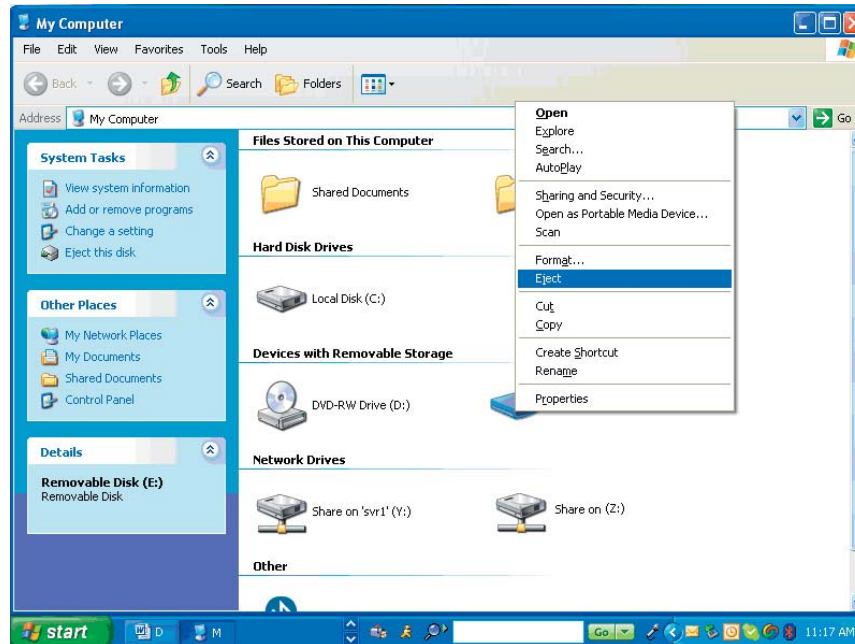 My Computer
File Edit View Favorites Tools Help
Back Search Folders
Address My Computer Go
System Tasks
View system information
Add or remove programs
Change a setting
Eject this disk
Other Places
My Network Places
My Documents
Shared Documents
Control Panel
Details
Removable Disk (E:)
Removable Disk
Files Stored on This Computer
Shared Documents
Hard Disk Drives
Local Disk (C:)
Devices with Removable Storage
DVD-RW Drive (D:)
Network Drives
Share on 'svr1' (Y:) Share on (Z:)
Other
Open
Explore
Search...
AutoPlay
Sharing and Security...
Open as Portable Media Device...
Scan
Format...
Eject
Cut
Copy
Create Shortcut
Rename
Properties
start D M Go 11:17 AM